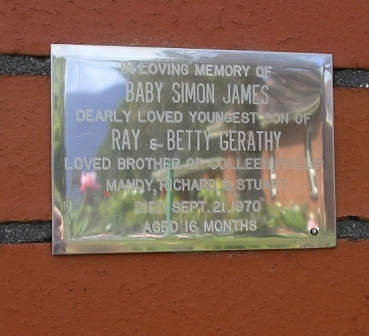 IN LOVING MEMORY OF
BABY SIMON JAMES
DEARLY LOVED YOUNGEST SON OF
RAY & BETTY GERATHY
LOVED BROTHER OF COLLEEN
MANDY, RICHARD & STUART
DIED SEPT. 21. 1970
AGED 16 MONTHS